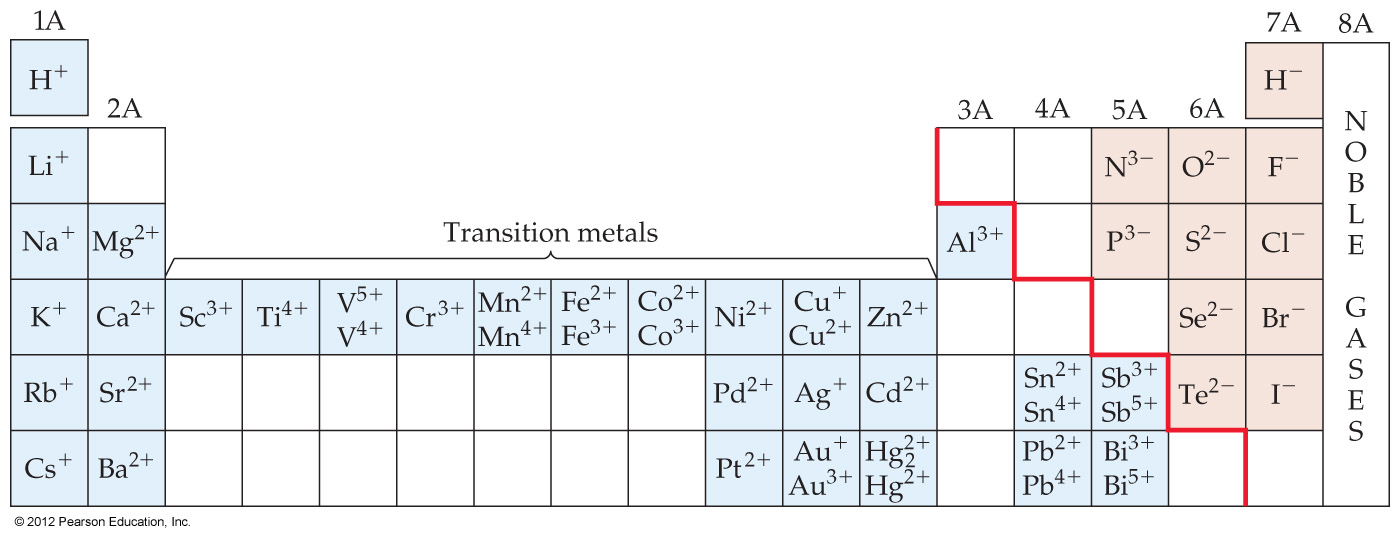 1A 7A 8A
H⁺ H⁻
2A 3A 4A 5A 6A
NOBLE GASES
Li⁺ N³⁻ O²⁻ F⁻
Transition metals
Na⁺ Mg²⁺ Al³⁺ P³⁻ S²⁻ Cl⁻
K⁺ Ca²⁺ Sc³⁺ Ti⁴⁺ V⁵⁺ V⁴⁺ Cr³⁺ Mn²⁺ Mn⁴⁺ Fe²⁺ Fe³⁺ Co²⁺ Co³⁺ Ni²⁺ Cu⁺ Cu²⁺ Zn²⁺ Se²⁻ Br⁻
Rb⁺ Sr²⁺ Pd²⁺ Ag⁺ Cd²⁺ Sn²⁺ Sn⁴⁺ Sb³⁺ Sb⁵⁺ Te²⁻ I⁻
Cs⁺ Ba²⁺ Pt²⁺ Au⁺ Au³⁺ Hg₂²⁺ Hg²⁺ Pb²⁺ Pb⁴⁺ Bi³⁺ Bi⁵⁺
© 2012 Pearson Education, Inc.